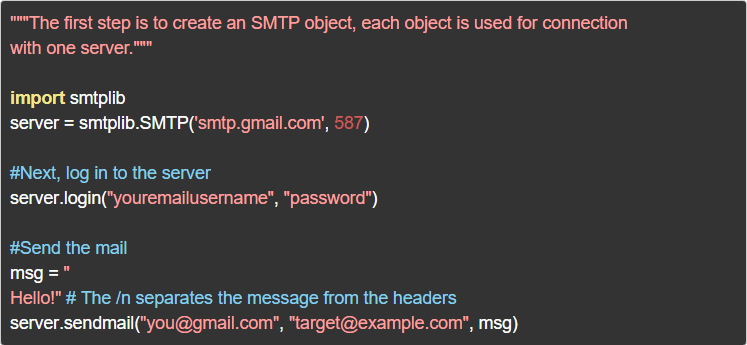 """The first step is to create an SMTP object, each object is used for connection
with one server."""
import smtplib
server = smtplib.SMTP('smtp.gmail.com', 587)
#Next, log in to the server
server.login("youremailusername", "password")
#Send the mail
msg = "
Hello!" # The /n separates the message from the headers
server.sendmail("you@gmail.com", "target@example.com", msg)